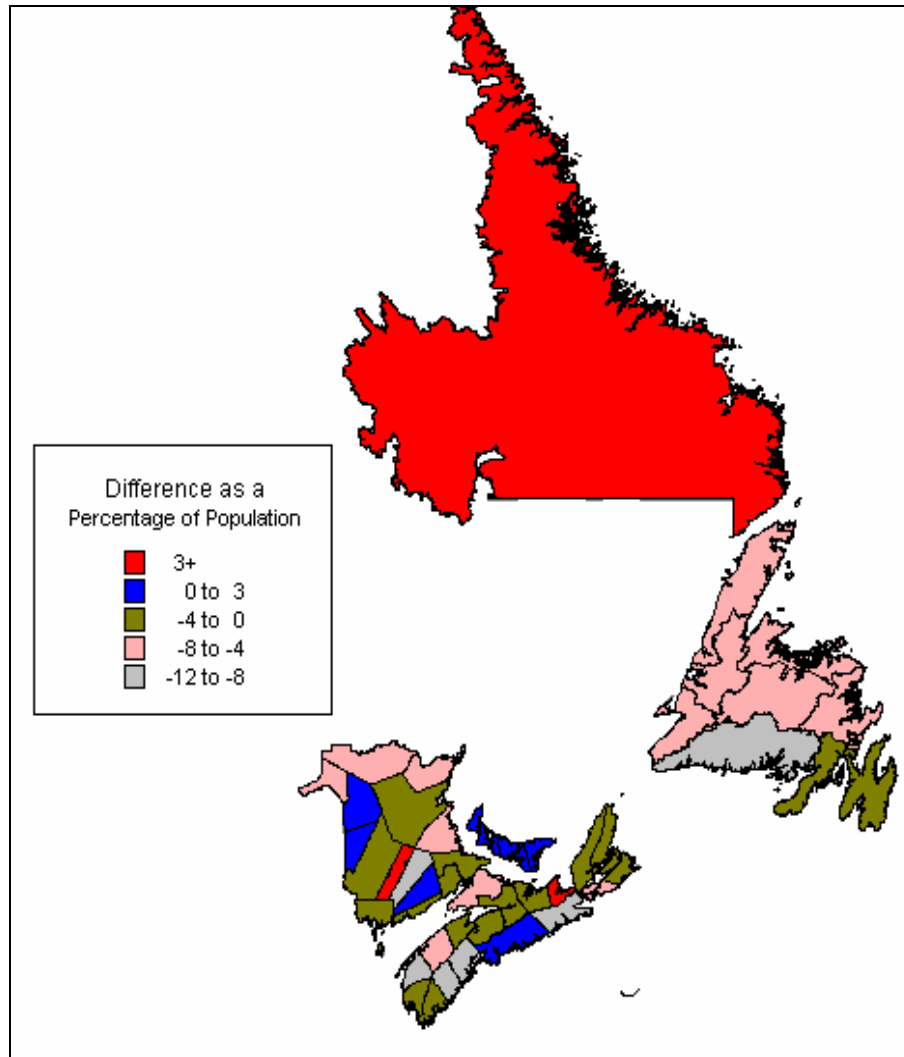 Difference as a
Percentage of Population
3+
0 to 3
-4 to 0
-8 to -4
-12 to -8